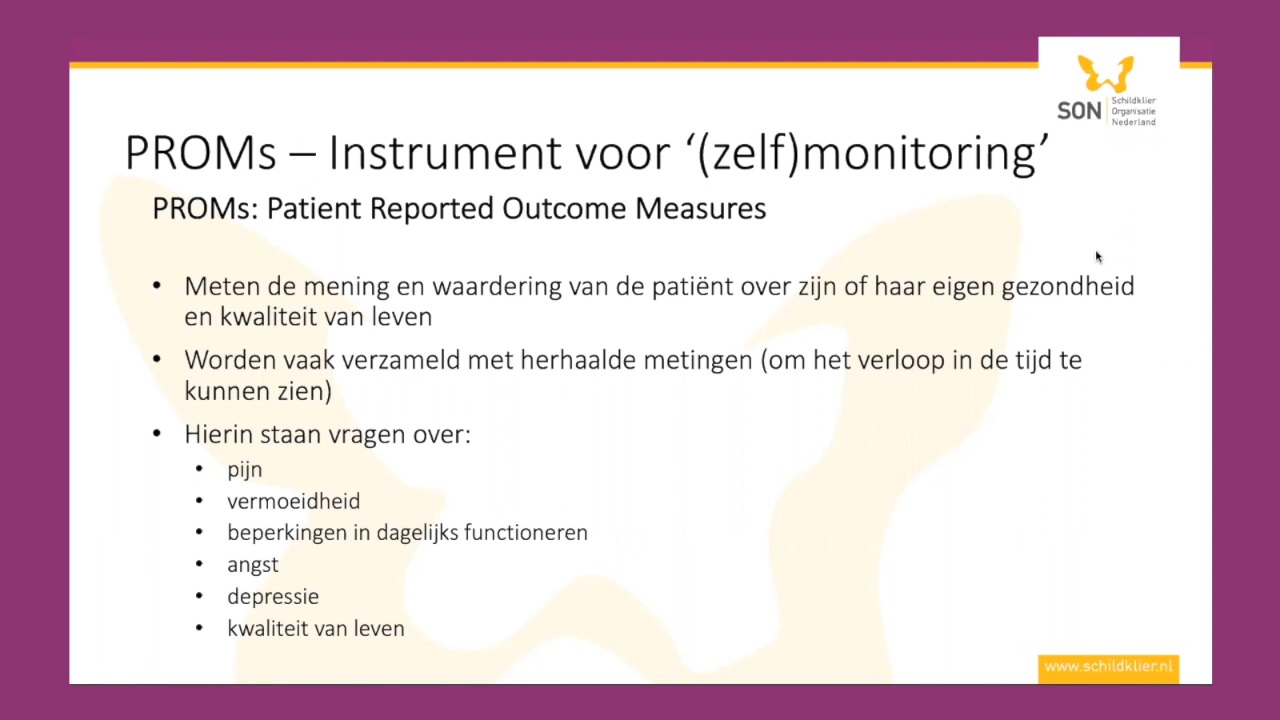 SON
Schildklier
Organisatie
Nederland
PROMs – Instrument voor ‘(zelf)monitoring’
PROMs: Patient Reported Outcome Measures
• Meten de mening en waardering van de patiënt over zijn of haar eigen gezondheid
en kwaliteit van leven
• Worden vaak verzameld met herhaalde metingen (om het verloop in de tijd te
kunnen zien)
• Hierin staan vragen over:
• pijn
• vermoeidheid
• beperkingen in dagelijks functioneren
• angst
• depressie
• kwaliteit van leven
www.schildklier.nl